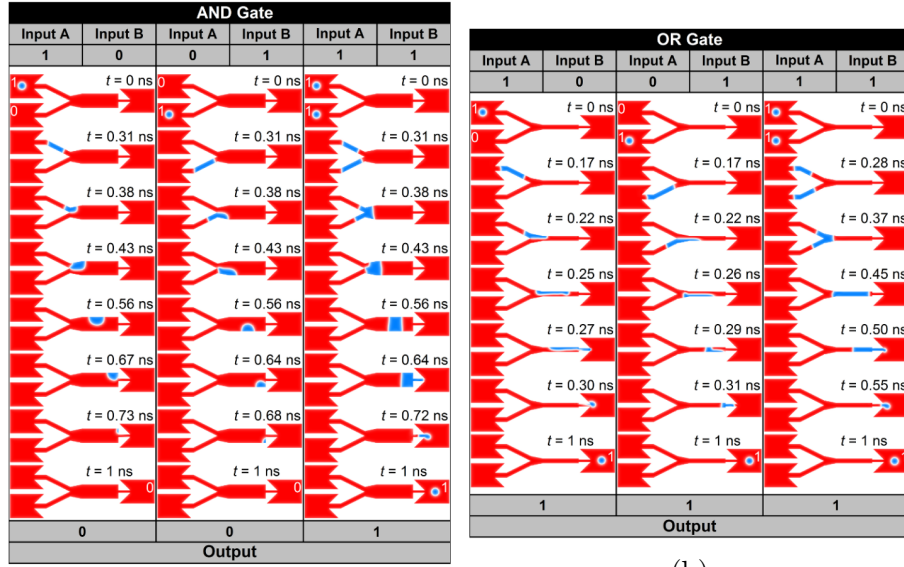 AND Gate
Input A Input B Input A Input B Input A Input B
1 0 0 1 1 1
1 t = 0 ns 0 t = 0 ns 1 t = 0 ns
0 1 1
t = 0.31 ns t = 0.31 ns t = 0.31 ns
t = 0.38 ns t = 0.38 ns t = 0.38 ns
t = 0.43 ns t = 0.43 ns t = 0.43 ns
t = 0.56 ns t = 0.56 ns t = 0.56 ns
t = 0.67 ns t = 0.64 ns t = 0.64 ns
t = 0.73 ns t = 0.68 ns t = 0.72 ns
t = 1 ns t = 1 ns t = 1 ns
0 0 1
0 0 1
Output
OR Gate
Input A Input B Input A Input B Input A Input B
1 0 0 1 1 1
1 t = 0 ns 0 t = 0 ns 1 t = 0 ns
0 1 1
t = 0.17 ns t = 0.17 ns t = 0.28 ns
t = 0.22 ns t = 0.22 ns t = 0.37 ns
t = 0.25 ns t = 0.26 ns t = 0.45 ns
t = 0.27 ns t = 0.29 ns t = 0.50 ns
t = 0.30 ns t = 0.31 ns t = 0.55 ns
t = 1 ns t = 1 ns t = 1 ns
1 1 1
1 1 1
Output